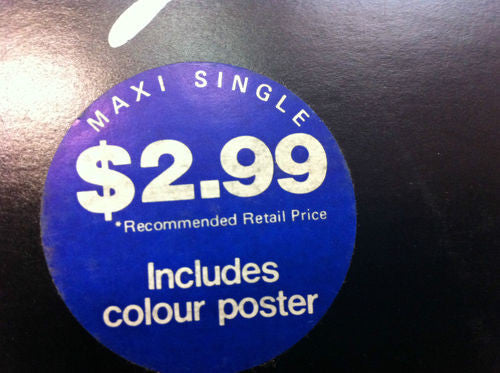 MAXI SINGLE
$2.99
*Recommended Retail Price
Includes
colour poster